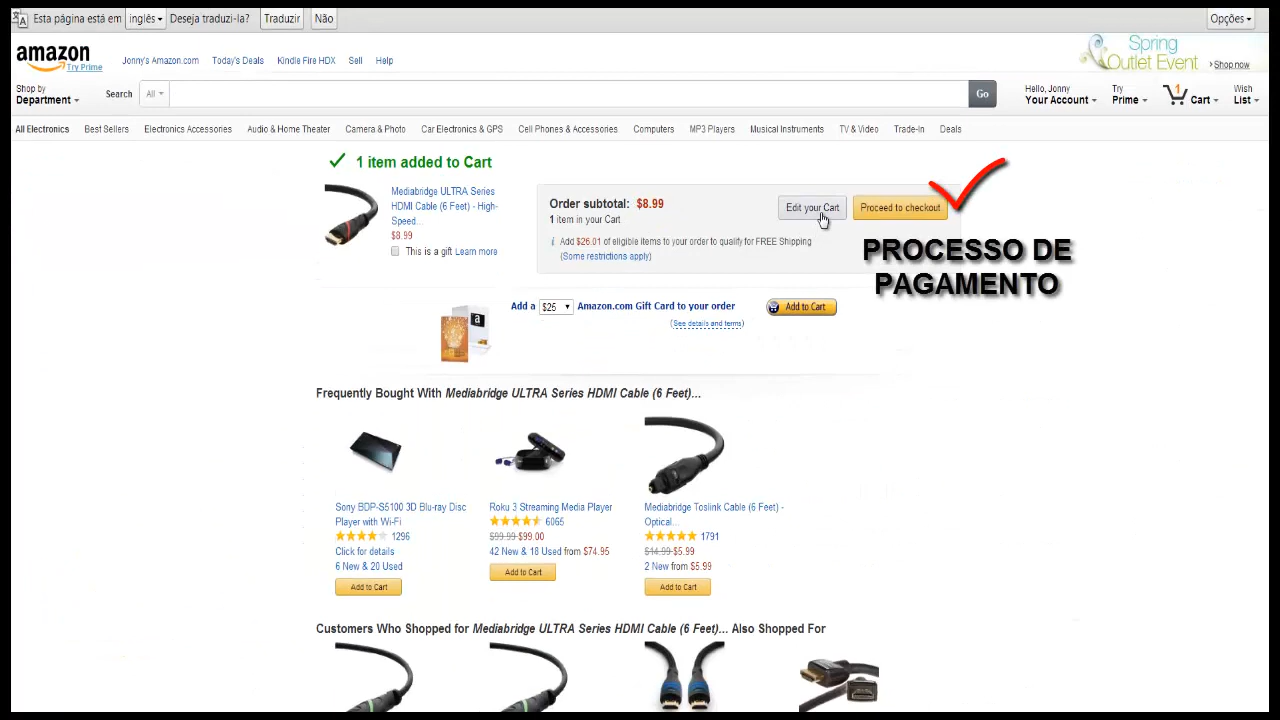 Esta página está em inglês Deseja traduzi-la? Traduzir Não Opções
amazon
Try Prime
Jonny's Amazon.com Today's Deals Kindle Fire HDX Sell Help
Spring
Outlet Event
Shop now
Shop by
Department
Search All Go
Hello, Jonny
Your Account
Try
Prime
1
Cart
Wish
List
All Electronics Best Sellers Electronics Accessories Audio & Home Theater Camera & Photo Car Electronics & GPS Cell Phones & Accessories Computers MP3 Players Musical Instruments TV & Video Trade-In Deals
1 item added to Cart
Mediabridge ULTRA Series
HDMI Cable (6 Feet) - High-
Speed...
$8.99
This is a gift Learn more
Order subtotal: $8.99
1 item in your Cart
Edit your Cart
Proceed to checkout
i Add $26.01 of eligible items to your order to qualify for FREE Shipping
(Some restrictions apply)
PROCESSO DE
PAGAMENTO
Add a $25 Amazon.com Gift Card to your order
Add to Cart
(See details and terms)
a
Frequently Bought With Mediabridge ULTRA Series HDMI Cable (6 Feet)...
Sony BDP-S5100 3D Blu-ray Disc
Player with Wi-Fi
1296
Click for details
6 New & 20 Used
Add to Cart
Roku 3 Streaming Media Player
6065
$99.99 $99.00
42 New & 18 Used from $74.95
Add to Cart
Mediabridge Toslink Cable (6 Feet) -
Optical...
1791
$14.99 $5.99
2 New from $5.99
Add to Cart
Customers Who Shopped for Mediabridge ULTRA Series HDMI Cable (6 Feet)... Also Shopped For